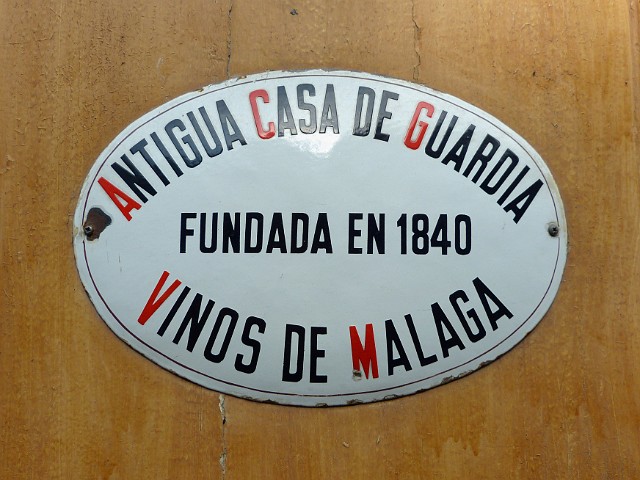 ANTIGUA CASA DE GUARDIA
FUNDADA EN 1840
VINOS DE MALAGA